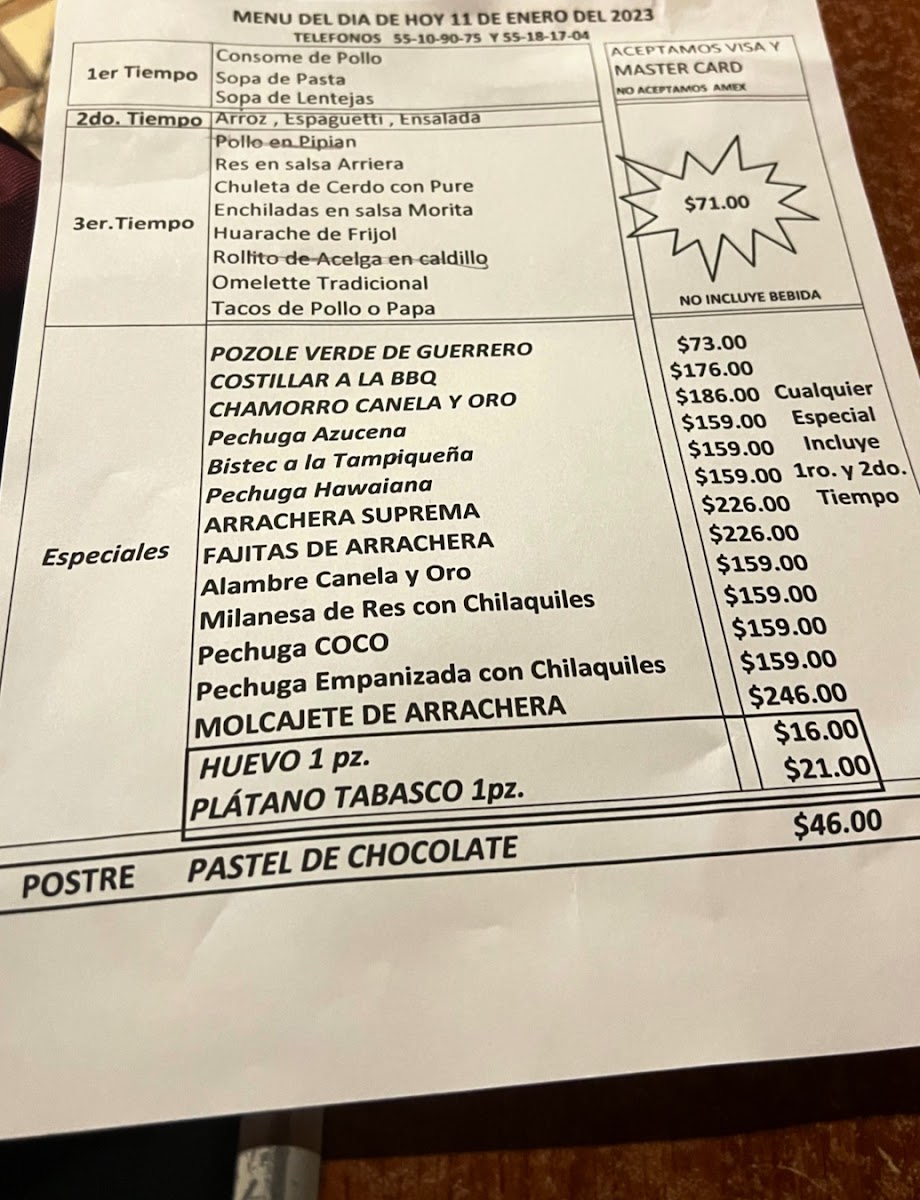 MENU DEL DIA DE HOY 11 DE ENERO DEL 2023
TELEFONOS 55-10-90-75 Y 55-18-17-04
1er Tiempo
Consome de Pollo
Sopa de Pasta
Sopa de Lentejas
ACEPTAMOS VISA Y
MASTER CARD
NO ACEPTAMOS AMEX
2do. Tiempo Arroz , Espaguetti , Ensalada
3er.Tiempo
Pollo en Pipian
Res en salsa Arriera
Chuleta de Cerdo con Pure
Enchiladas en salsa Morita
Huarache de Frijol
Rollito de Acelga en caldillo
Omelette Tradicional
Tacos de Pollo o Papa
$71.00
NO INCLUYE BEBIDA
Especiales
POZOLE VERDE DE GUERRERO $73.00
COSTILLAR A LA BBQ $176.00
CHAMORRO CANELA Y ORO $186.00
Pechuga Azucena $159.00
Bistec a la Tampiqueña $159.00
Pechuga Hawaiana $159.00
ARRACHERA SUPREMA $226.00
FAJITAS DE ARRACHERA $226.00
Alambre Canela y Oro $159.00
Milanesa de Res con Chilaquiles $159.00
Pechuga COCO $159.00
Pechuga Empanizada con Chilaquiles $159.00
MOLCAJETE DE ARRACHERA $246.00
Cualquier
Especial
Incluye
1ro. y 2do.
Tiempo
HUEVO 1 pz. $16.00
PLÁTANO TABASCO 1pz. $21.00
POSTRE PASTEL DE CHOCOLATE $46.00